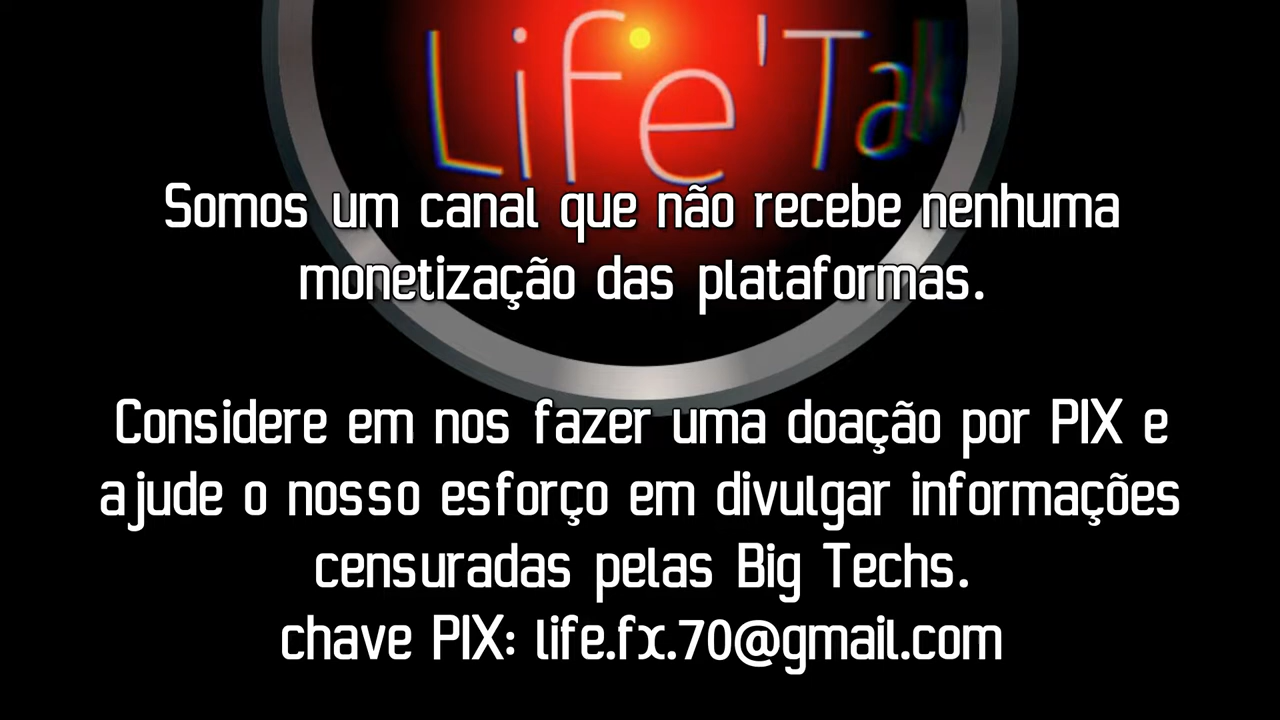 Life'Talk
Somos um canal que não recebe nenhuma
monetização das plataformas.
Considere em nos fazer uma doação por PIX e
ajude o nosso esforço em divulgar informações
censuradas pelas Big Techs.
chave PIX: life.fx.70@gmail.com